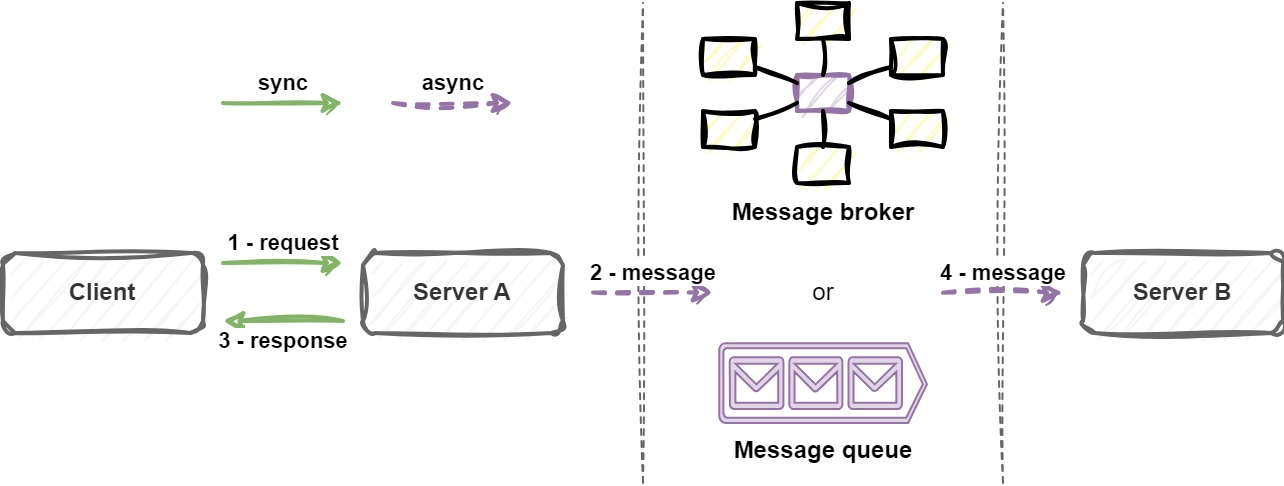 sync
async
Message broker
1 - request
Client
Server A
3 - response
2 - message
or
4 - message
Server B
Message queue